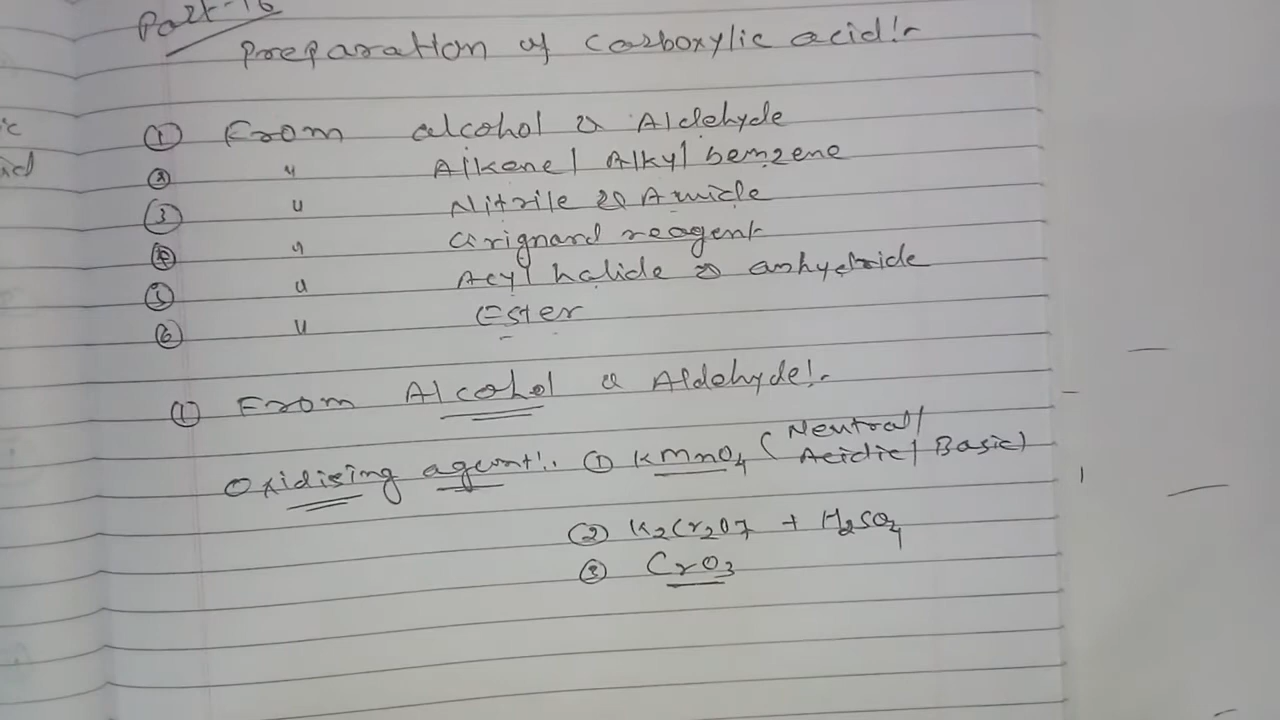 Part-16
Preparation of Carboxylic acid:-
① From alcohol & Aldehyde
② " Alkene/ Alkyl benzene
③ " Nitrile & Amide
④ " Grignard reagent
⑤ " Acyl halide & anhydride
⑥ " Ester
① From Alcohol & Aldehyde:-
Oxidising agent:. ① KMnO4 (Neutral/
Acidic/ Basic)
② K2Cr2O7 + H2SO4
③ CrO3